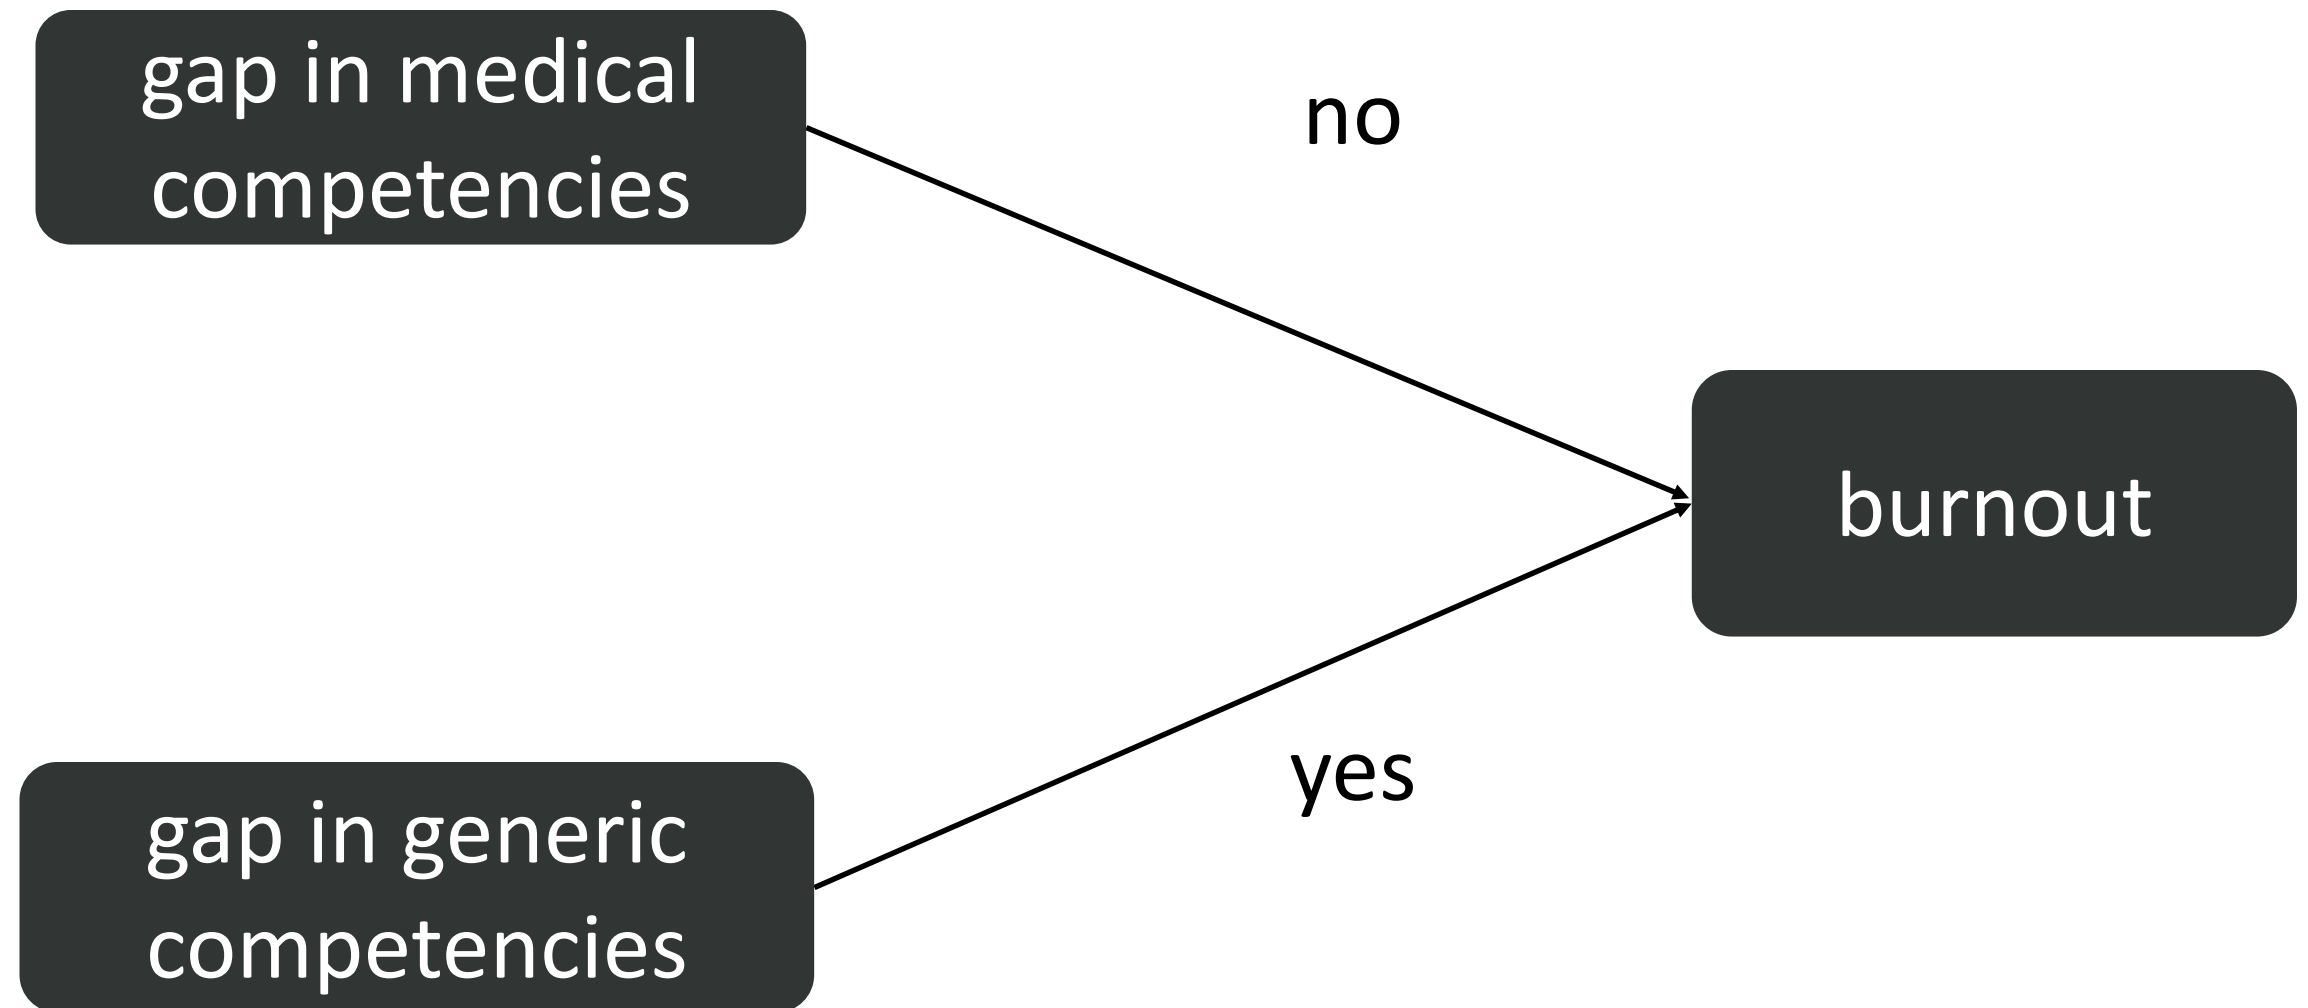 gap in medical
competencies
no
burnout
yes
gap in generic
competencies